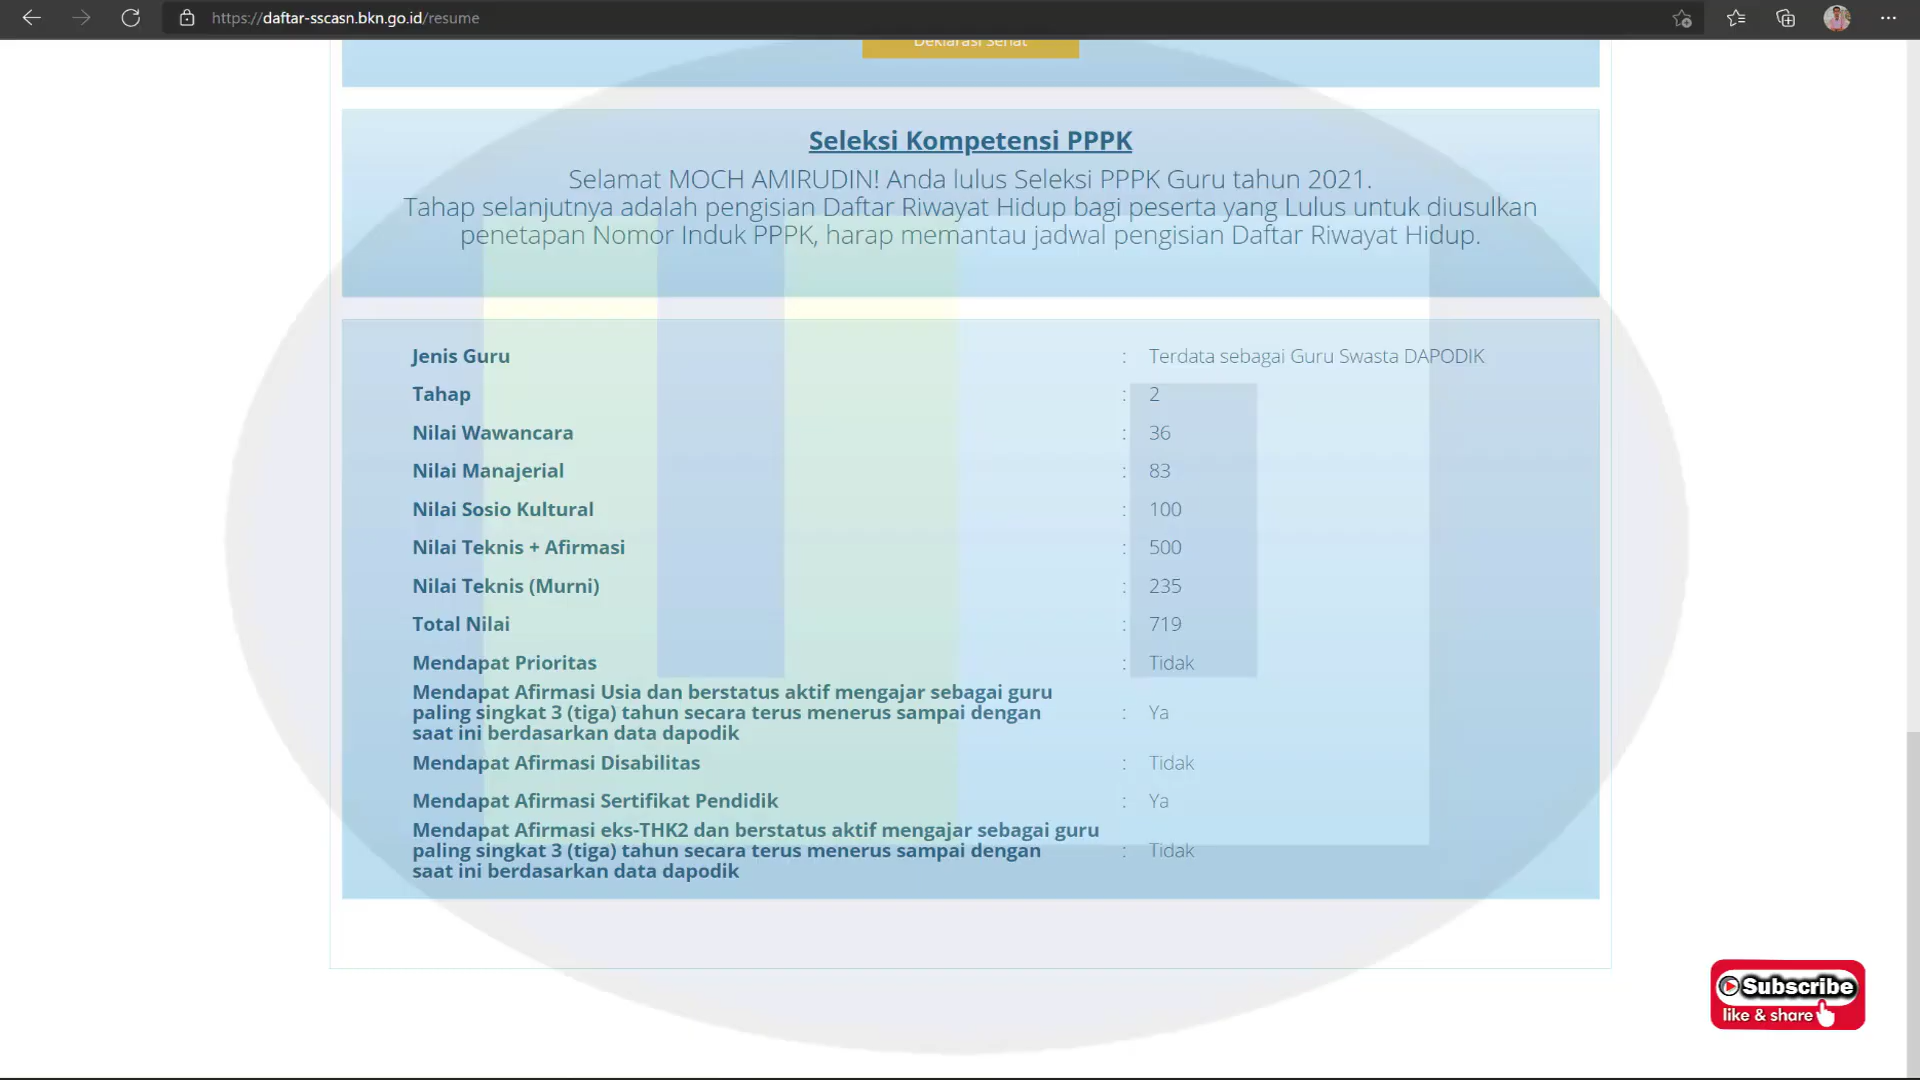 https://daftar-sscasn.bkn.go.id/resume
Deklarasi Sehat
Seleksi Kompetensi PPPK
Selamat MOCH AMIRUDIN! Anda lulus Seleksi PPPK Guru tahun 2021.
Tahap selanjutnya adalah pengisian Daftar Riwayat Hidup bagi peserta yang Lulus untuk diusulkan
penetapan Nomor Induk PPPK, harap memantau jadwal pengisian Daftar Riwayat Hidup.
Jenis Guru : Terdata sebagai Guru Swasta DAPODIK
Tahap : 2
Nilai Wawancara : 36
Nilai Manajerial : 83
Nilai Sosio Kultural : 100
Nilai Teknis + Afirmasi : 500
Nilai Teknis (Murni) : 235
Total Nilai : 719
Mendapat Prioritas : Tidak
Mendapat Afirmasi Usia dan berstatus aktif mengajar sebagai guru
paling singkat 3 (tiga) tahun secara terus menerus sampai dengan : Ya
saat ini berdasarkan data dapodik
Mendapat Afirmasi Disabilitas : Tidak
Mendapat Afirmasi Sertifikat Pendidik : Ya
Mendapat Afirmasi eks-THK2 dan berstatus aktif mengajar sebagai guru
paling singkat 3 (tiga) tahun secara terus menerus sampai dengan : Tidak
saat ini berdasarkan data dapodik
Subscribe
like & share